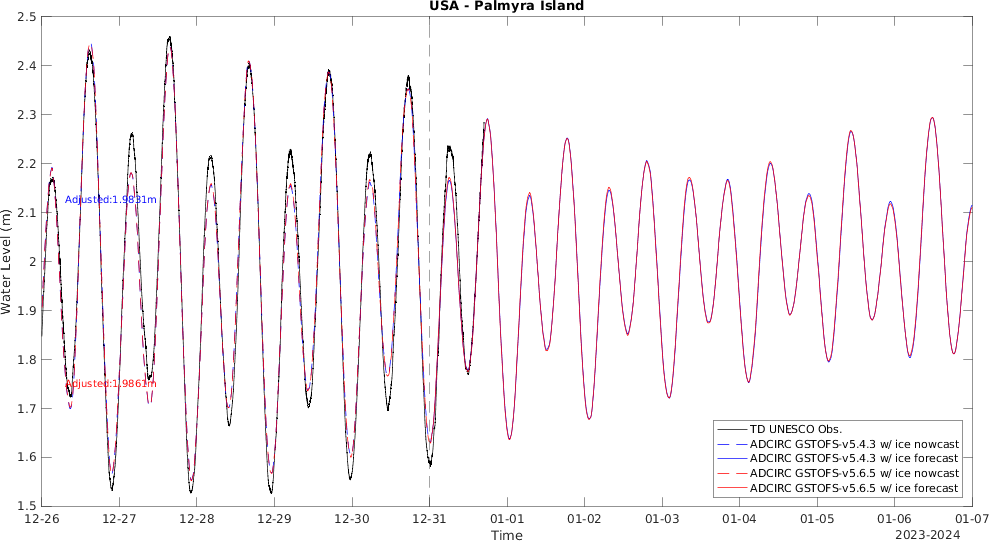 USA - Palmyra Island
2.5
2.4
2.3
2.2
2.1
2
1.9
1.8
1.7
1.6
1.5
Water Level (m)
Adjusted:1.9831m
Adjusted:1.9861m
TD UNESCO Obs.
ADCIRC GSTOFS-v5.4.3 w/ ice nowcast
ADCIRC GSTOFS-v5.4.3 w/ ice forecast
ADCIRC GSTOFS-v5.6.5 w/ ice nowcast
ADCIRC GSTOFS-v5.6.5 w/ ice forecast
12-26 12-27 12-28 12-29 12-30 12-31 01-01 01-02 01-03 01-04 01-05 01-06 01-07
Time
2023-2024